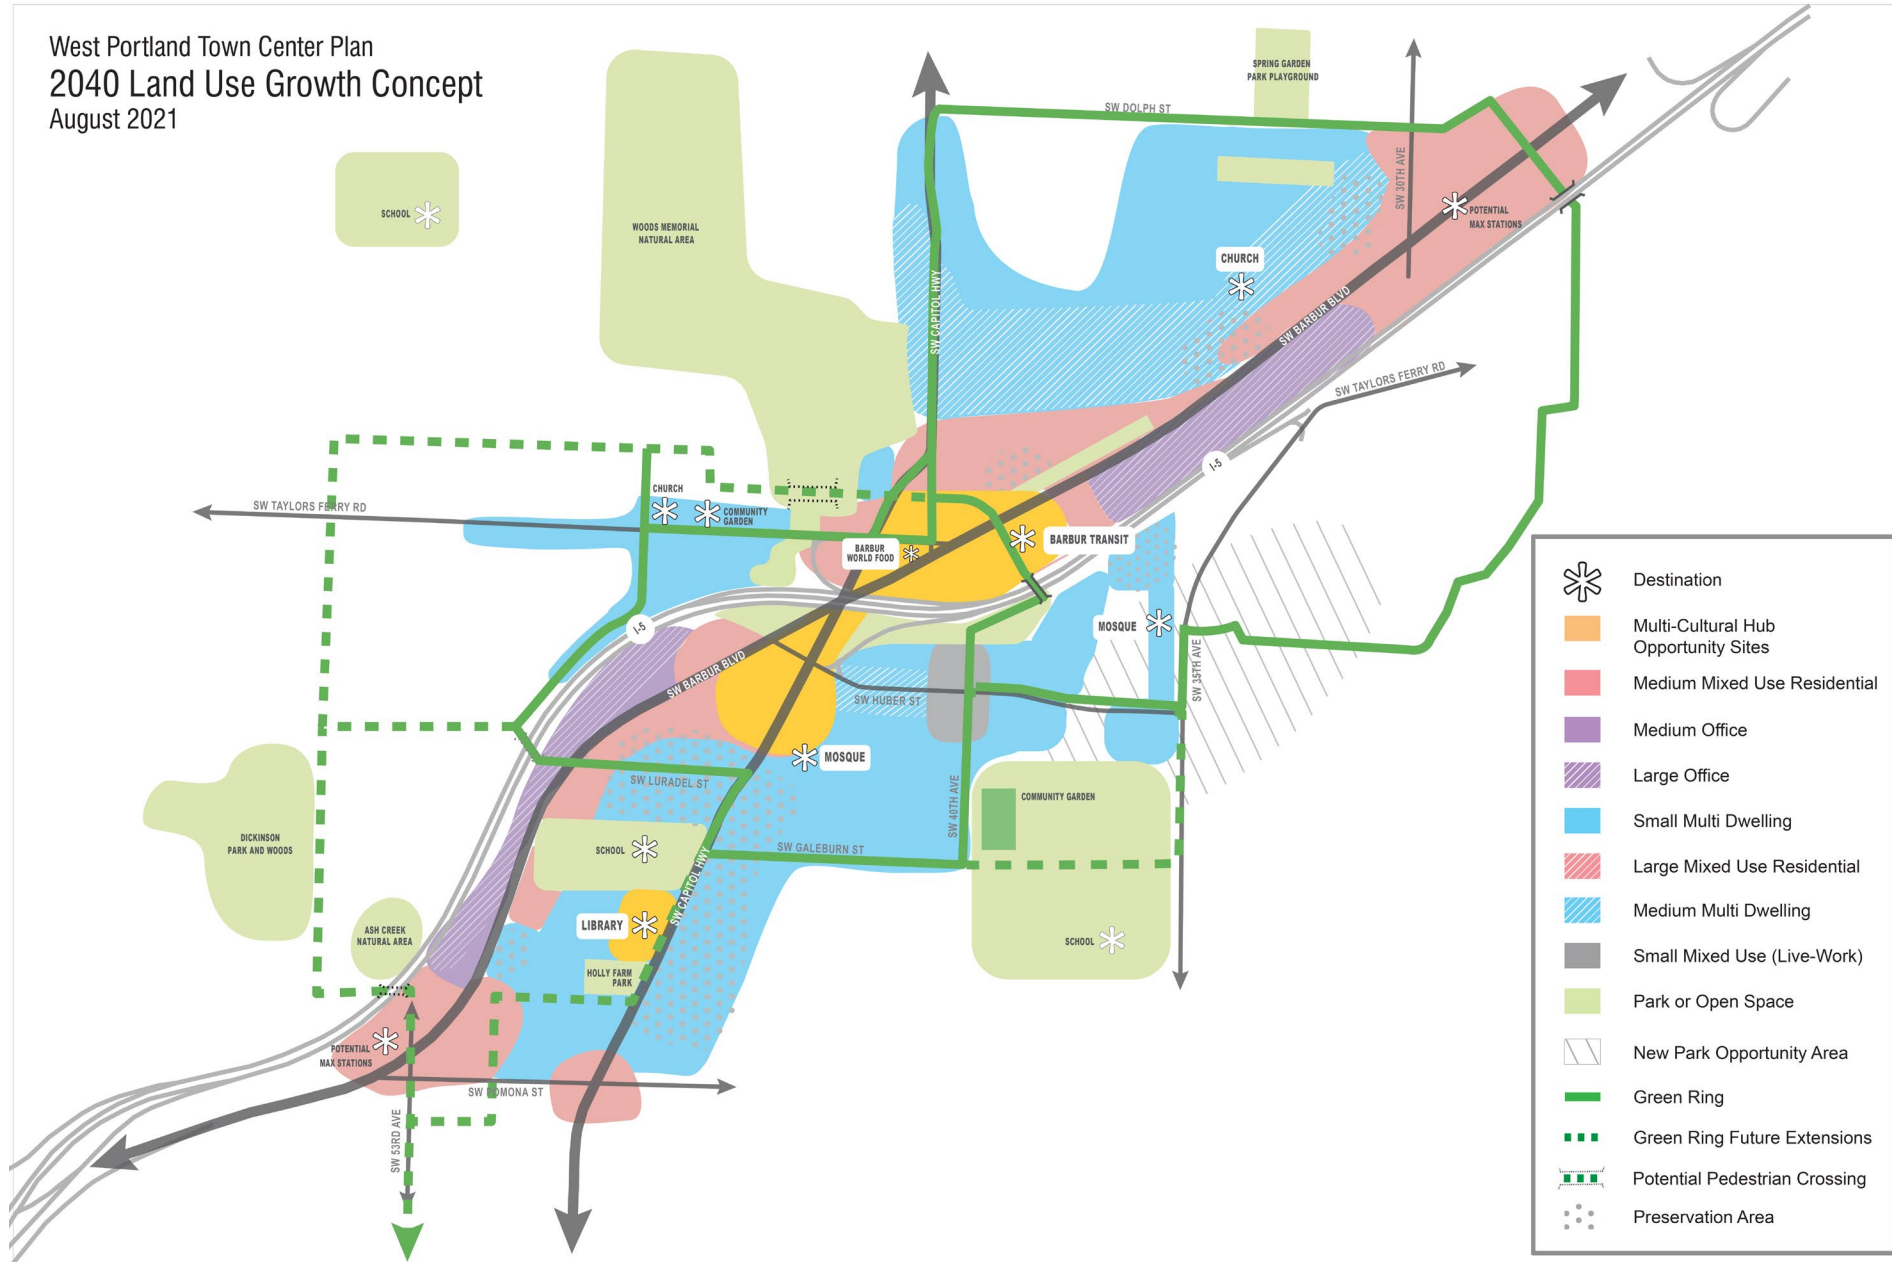 West Portland Town Center Plan
2040 Land Use Growth Concept
August 2021
SPRING GARDEN
PARK PLAYGROUND
SW DOLPH ST
SW 30TH AVE
SCHOOL
WOODS MEMORIAL
NATURAL AREA
POTENTIAL
MAX STATIONS
CHURCH
SW CAPITOL HWY
SW BARBUR BLVD
SW TAYLORS FERRY RD
I-5
SW TAYLORS FERRY RD
CHURCH
COMMUNITY
GARDEN
BARBUR
WORLD FOOD
BARBUR TRANSIT
MOSQUE
I-5
SW BARBUR BLVD
SW HUBER ST
SW 35TH AVE
MOSQUE
SW LURADEL ST
SW 40TH AVE
COMMUNITY GARDEN
DICKINSON
PARK AND WOODS
SCHOOL
SW GALEBURN ST
SW CAPITOL HWY
ASH CREEK
NATURAL AREA
LIBRARY
SCHOOL
HOLLY FARM
PARK
POTENTIAL
MAX STATIONS
SW POMONA ST
SW 53RD AVE
Destination
Multi-Cultural Hub
Opportunity Sites
Medium Mixed Use Residential
Medium Office
Large Office
Small Multi Dwelling
Large Mixed Use Residential
Medium Multi Dwelling
Small Mixed Use (Live-Work)
Park or Open Space
New Park Opportunity Area
Green Ring
Green Ring Future Extensions
Potential Pedestrian Crossing
Preservation Area